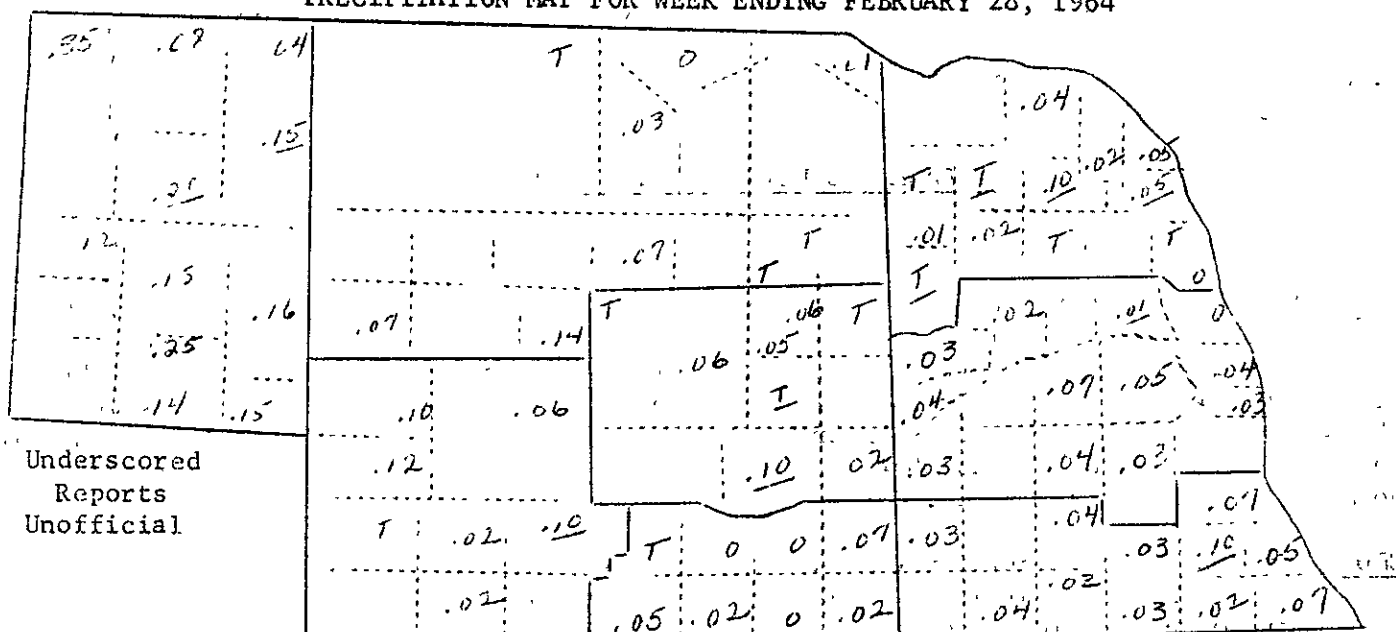 PRECIPITATION MAP FOR WEEK ENDING FEBRUARY 28, 1964
.35 T 0
.04
.15 .03
T T .10 .02 .05
.05
.12 .01 .02 T T
.07 T
.15 T T 0
.16 T .06 T .02 .01 0
.07 .14 .05
.25 .06 .03
.07 .05 .04
.14 .15 .10 .06 T .04 .03
.12 .10 02 .03 .04 .03
Underscored
Reports
Unofficial
.07
T .02 .10 T 0 0 .07 .03 .04 .03 .10 .05
.02 .02
.05 .02 0 .02 .04 .03 .02 .07